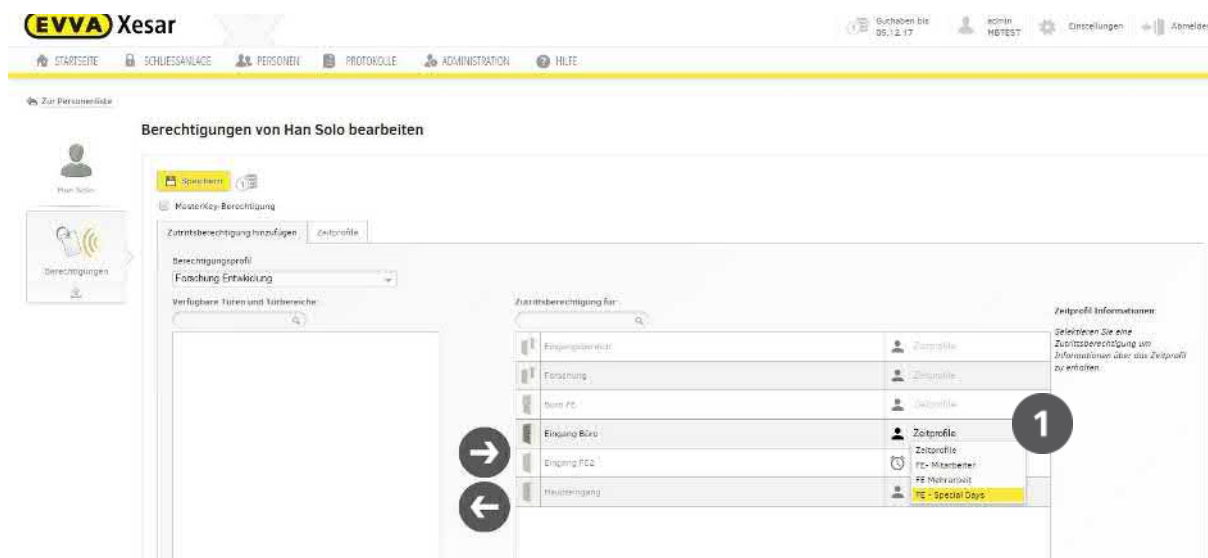 EVVA Xesar
Guthaben bis
05.12.17
admin
MBTEST
Einstellungen
Abmelde
STARTSEITE SCHLIESSANLAGE PERSONEN PROTOKOLLE ADMINISTRATION HILFE
Zur Personenliste
Berechtigungen von Han Solo bearbeiten
Han Solo
Speichern
MasterKey-Berechtigung
Berechtigungen
Zutrittsberechtigung hinzufügen Zeitprofile
Berechtigungsprofil
Forschung Entwicklung
Verfügbare Türen und Türbereiche:
Zutrittsberechtigung für:
Zeitprofil Informationen:
Selektieren Sie eine
Zutrittsberechtigung um
Informationen über das Zeitprofil
zu erhalten.
Eingangsbereich Zeitprofile
Forschung Zeitprofile
Büro FE Zeitprofile
Eingang Büro Zeitprofile
1
Zeitprofile
FE- Mitarbeiter
FE Mehrarbeit
FE - Special Days
Eingang FE2
Haupteingang